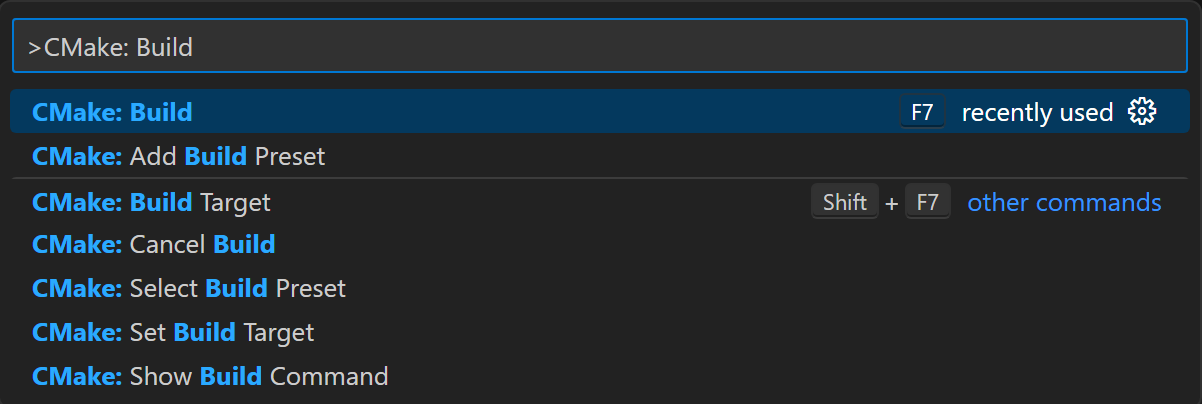 >CMake: Build
CMake: Build F7 recently used
CMake: Add Build Preset
CMake: Build Target Shift + F7 other commands
CMake: Cancel Build
CMake: Select Build Preset
CMake: Set Build Target
CMake: Show Build Command